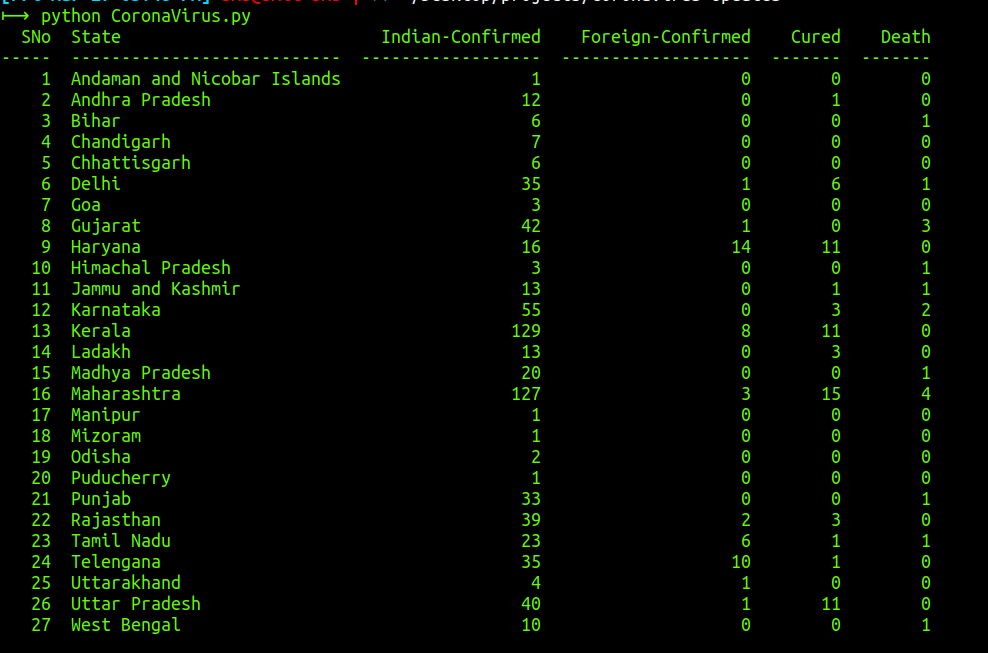 python CoronaVirus.py
SNo State Indian-Confirmed Foreign-Confirmed Cured Death
----- --------------------------- ------------------ ------------------- ------- -------
1 Andaman and Nicobar Islands 1 0 0 0
2 Andhra Pradesh 12 0 1 0
3 Bihar 6 0 0 1
4 Chandigarh 7 0 0 0
5 Chhattisgarh 6 0 0 0
6 Delhi 35 1 6 1
7 Goa 3 0 0 0
8 Gujarat 42 1 0 3
9 Haryana 16 14 11 0
10 Himachal Pradesh 3 0 0 1
11 Jammu and Kashmir 13 0 1 1
12 Karnataka 55 0 3 2
13 Kerala 129 8 11 0
14 Ladakh 13 0 3 0
15 Madhya Pradesh 20 0 0 1
16 Maharashtra 127 3 15 4
17 Manipur 1 0 0 0
18 Mizoram 1 0 0 0
19 Odisha 2 0 0 0
20 Puducherry 1 0 0 0
21 Punjab 33 0 0 1
22 Rajasthan 39 2 3 0
23 Tamil Nadu 23 6 1 1
24 Telengana 35 10 1 0
25 Uttarakhand 4 1 0 0
26 Uttar Pradesh 40 1 11 0
27 West Bengal 10 0 0 1